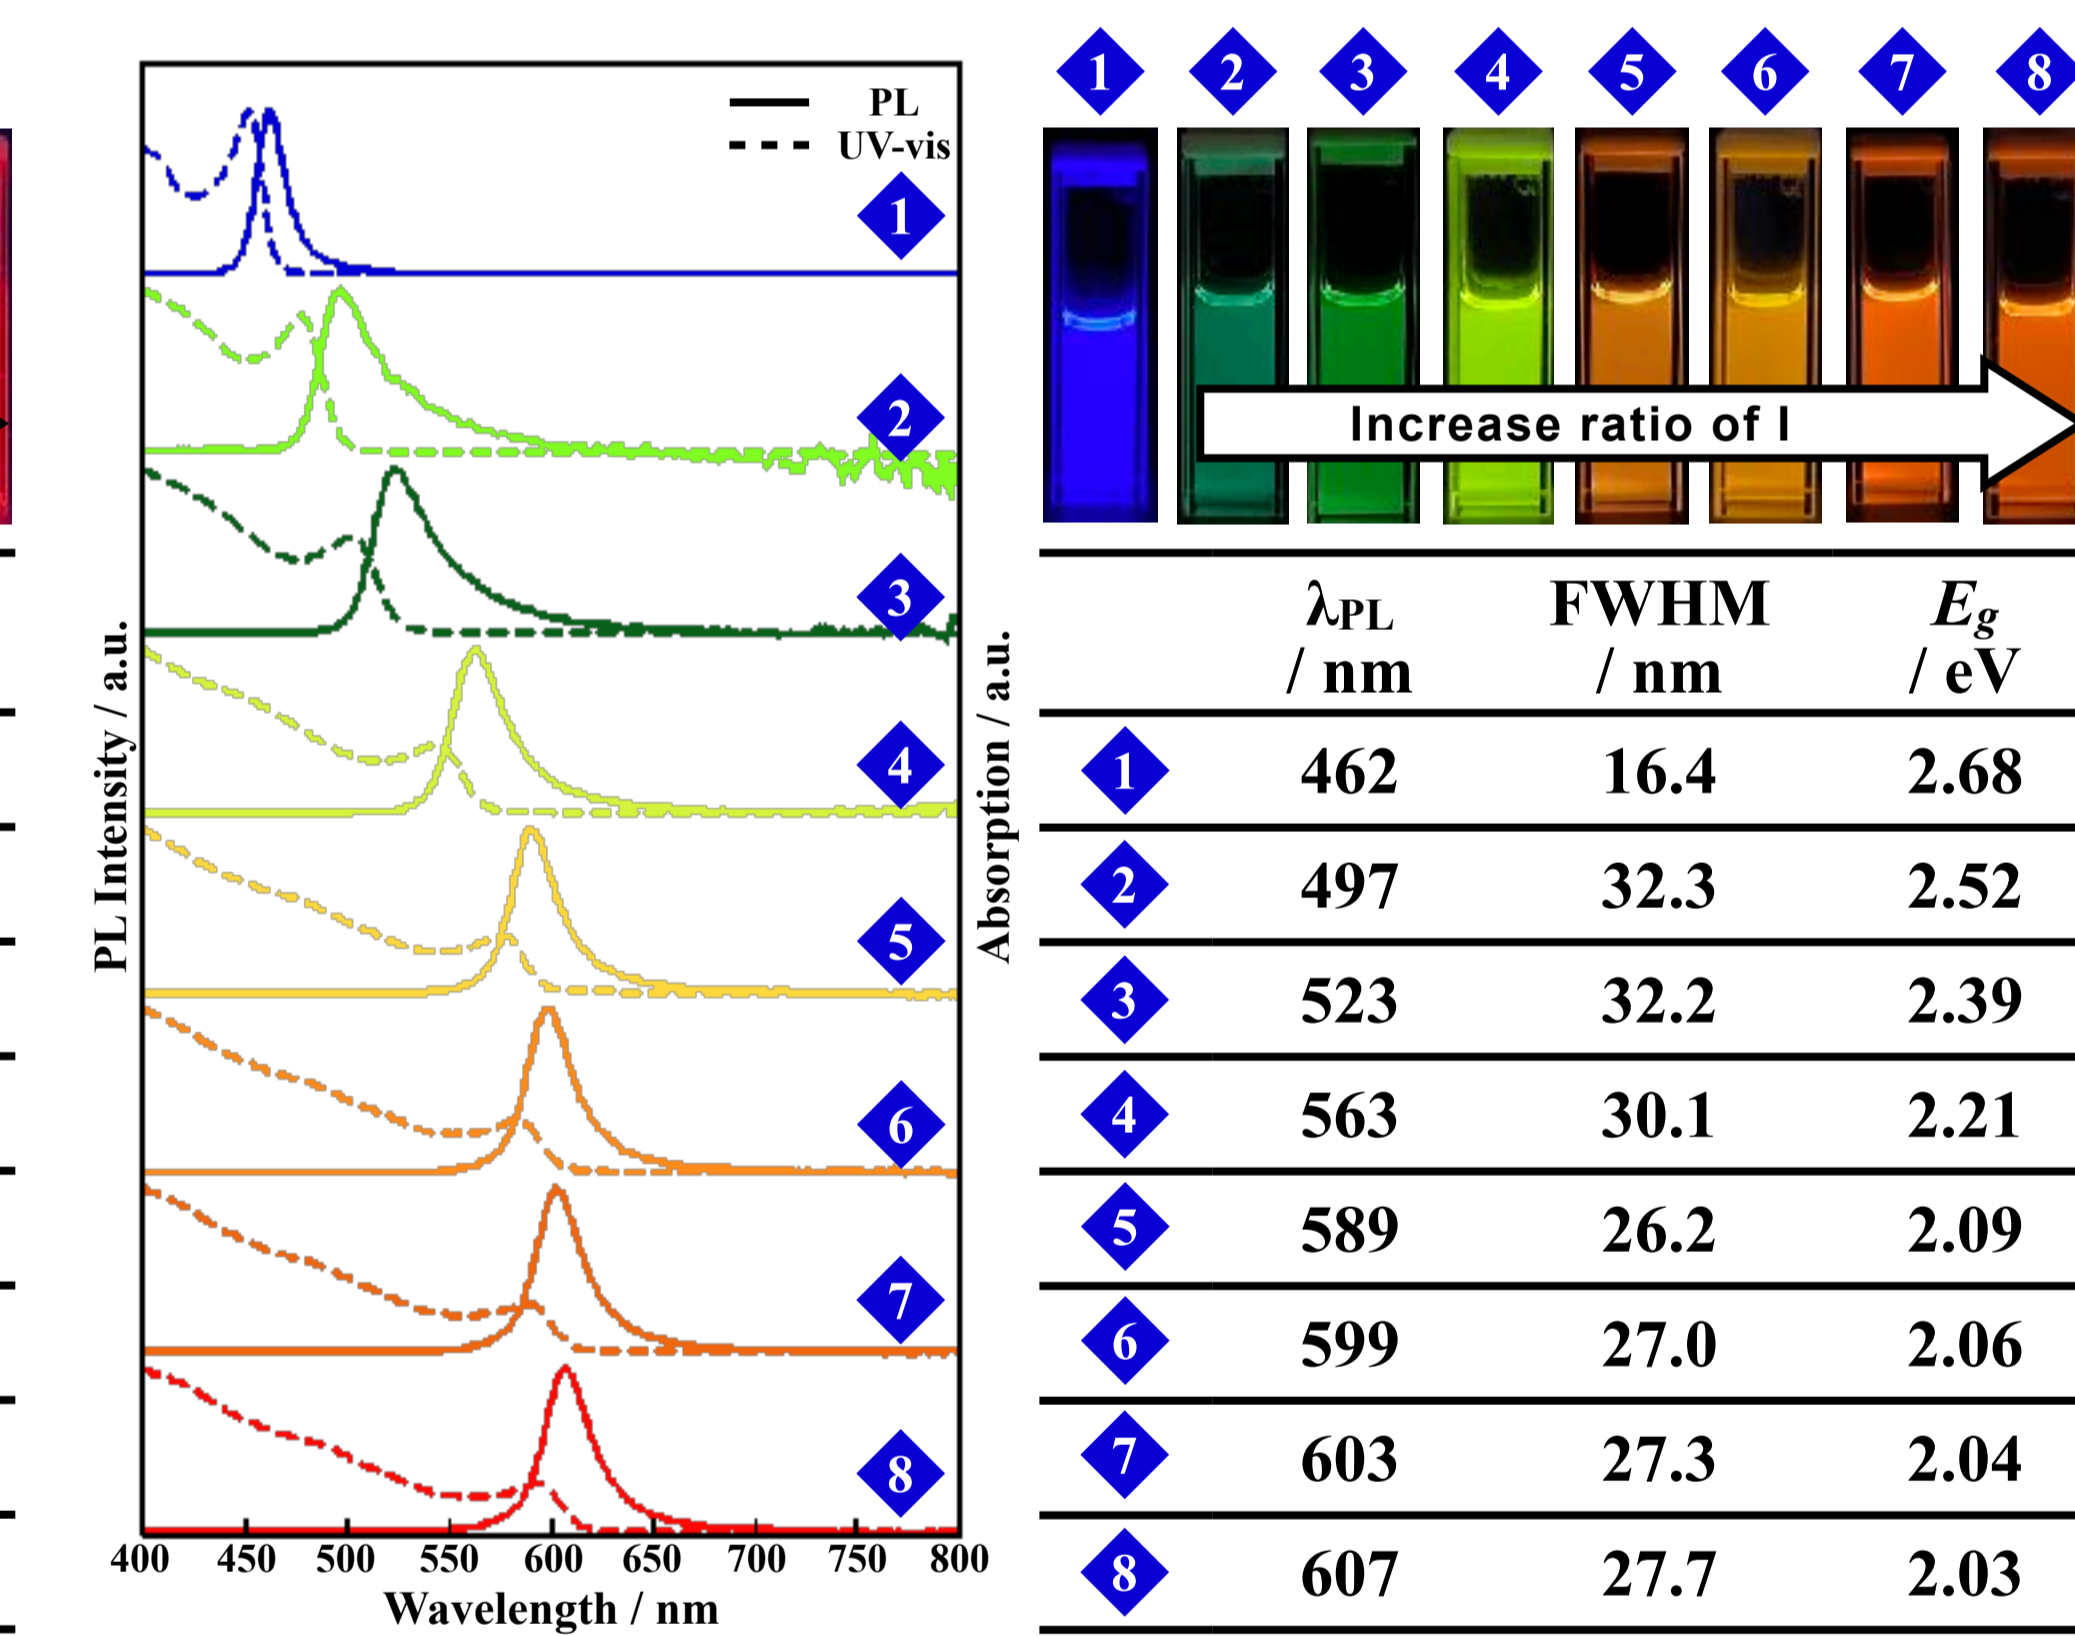 PL
UV-vis
1
2
3
4
5
6
7
8
PL Intensity / a.u.
Absorption / a.u.
400 450 500 550 600 650 700 750 800
Wavelength / nm
1 2 3 4 5 6 7 8
Increase ratio of I
λPL FWHM Eg
/ nm / nm / eV
1 462 16.4 2.68
2 497 32.3 2.52
3 523 32.2 2.39
4 563 30.1 2.21
5 589 26.2 2.09
6 599 27.0 2.06
7 603 27.3 2.04
8 607 27.7 2.03